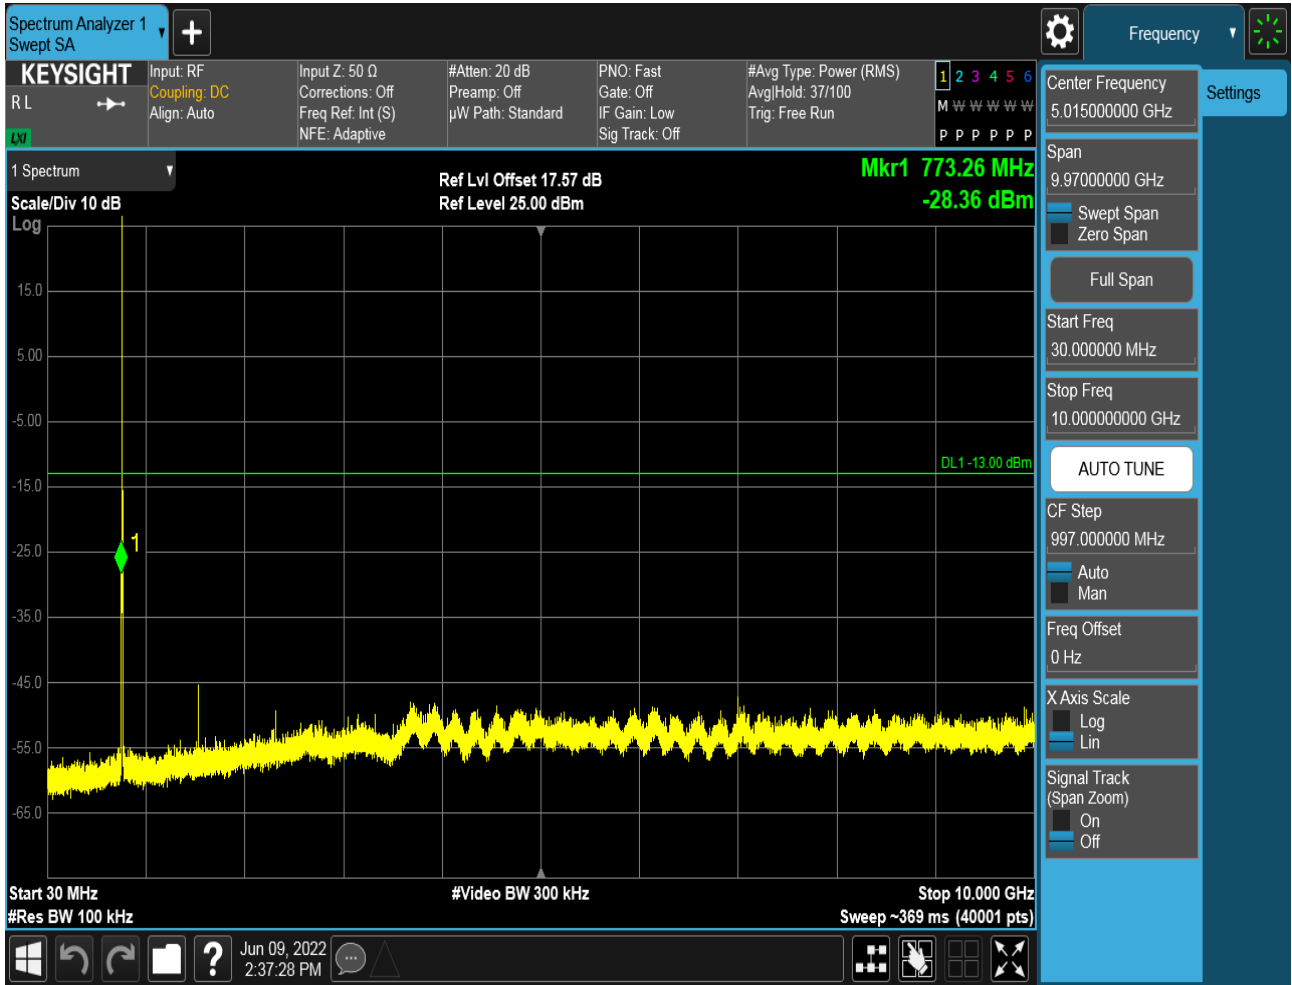 Spectrum Analyzer 1
Swept SA
Frequency
KEYSIGHT
R L
LXI
Input: RF
Coupling: DC
Align: Auto
Input Z: 50 Ω
Corrections: Off
Freq Ref: Int (S)
NFE: Adaptive
#Atten: 20 dB
Preamp: Off
µW Path: Standard
PNO: Fast
Gate: Off
IF Gain: Low
Sig Track: Off
#Avg Type: Power (RMS)
Avg|Hold: 37/100
Trig: Free Run
1 2 3 4 5 6
M W W W W W
P P P P P P
1 Spectrum
Scale/Div 10 dB
Log
Ref Lvl Offset 17.57 dB
Ref Level 25.00 dBm
Mkr1 773.26 MHz
-28.36 dBm
15.0
5.00
-5.00
-15.0
-25.0
-35.0
-45.0
-55.0
-65.0
DL1 -13.00 dBm
1
Start 30 MHz
#Res BW 100 kHz
#Video BW 300 kHz
Stop 10.000 GHz
Sweep ~369 ms (40001 pts)
Jun 09, 2022
2:37:28 PM
Center Frequency
5.015000000 GHz
Span
9.97000000 GHz
Swept Span
Zero Span
Full Span
Start Freq
30.000000 MHz
Stop Freq
10.000000000 GHz
AUTO TUNE
CF Step
997.000000 MHz
Auto
Man
Freq Offset
0 Hz
X Axis Scale
Log
Lin
Signal Track
(Span Zoom)
On
Off
Settings